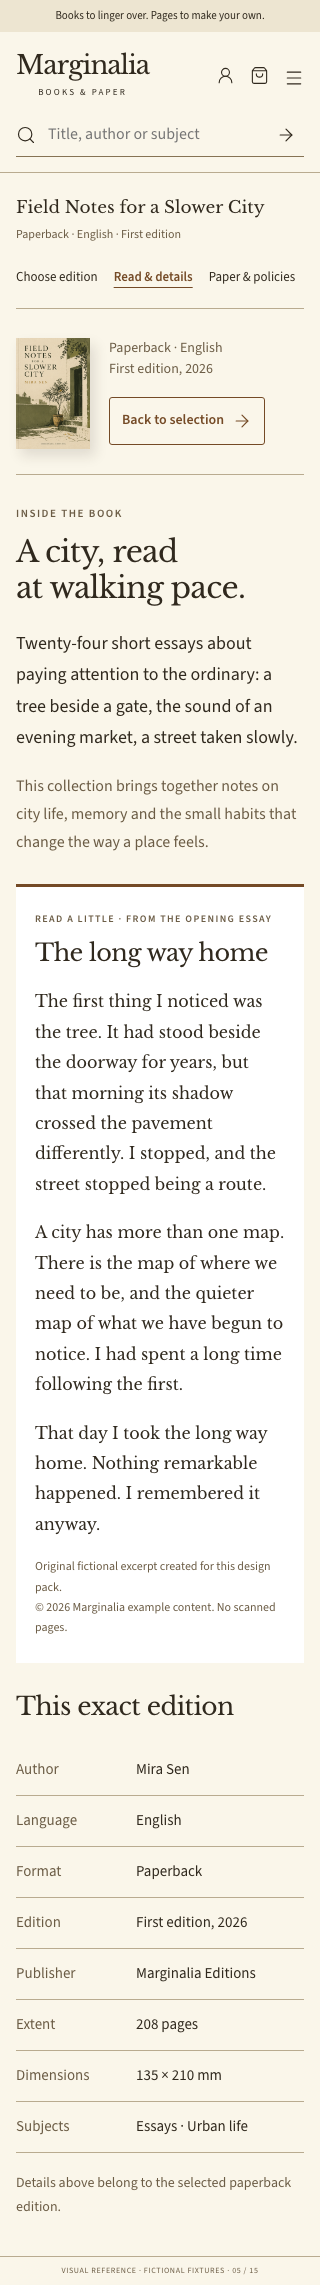 Books to linger over. Pages to make your own.
Marginalia
BOOKS & PAPER
Title, author or subject
Field Notes for a Slower City
Paperback · English · First edition
Choose edition
Read & details
Paper & policies
FIELD
NOTES
FOR A
SLOWER
CITY
MIRA SEN
Paperback · English
First edition, 2026
Back to selection
INSIDE THE BOOK
A city, read
at walking pace.
Twenty-four short essays about
paying attention to the ordinary: a
tree beside a gate, the sound of an
evening market, a street taken slowly.
This collection brings together notes on
city life, memory and the small habits that
change the way a place feels.
READ A LITTLE · FROM THE OPENING ESSAY
The long way home
The first thing I noticed was
the tree. It had stood beside
the doorway for years, but
that morning its shadow
crossed the pavement
differently. I stopped, and the
street stopped being a route.
A city has more than one map.
There is the map of where we
need to be, and the quieter
map of what we have begun to
notice. I had spent a long time
following the first.
That day I took the long way
home. Nothing remarkable
happened. I remembered it
anyway.
Original fictional excerpt created for this design
pack.
© 2026 Marginalia example content. No scanned
pages.
This exact edition
Author Mira Sen
Language English
Format Paperback
Edition First edition, 2026
Publisher Marginalia Editions
Extent 208 pages
Dimensions 135 × 210 mm
Subjects Essays · Urban life
Details above belong to the selected paperback
edition.
VISUAL REFERENCE · FICTIONAL FIXTURES · 05 / 15